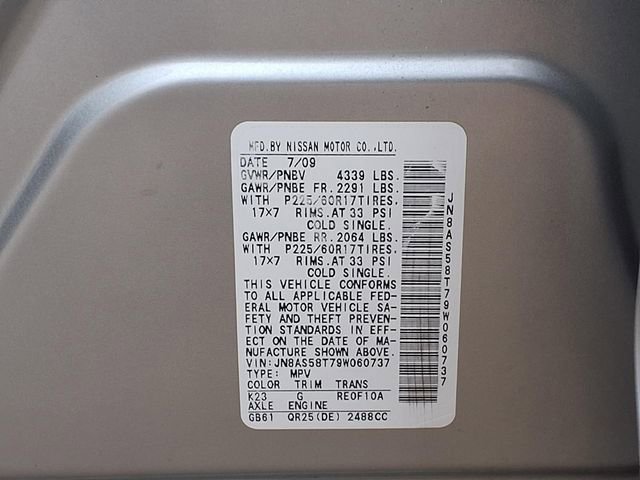 MFD.BY NISSAN MOTOR CO.,LTD.
DATE 7/09
GVWR/PNBV 4339 LBS.
GAWR/PNBE FR.2291 LBS.
WITH P225/60R17TIRES.
17×7 RIMS.AT 33 PSI
COLD SINGLE.
GAWR/PNBE RR.2064 LBS.
WITH P225/60R17TIRES.
17×7 RIMS.AT 33 PSI
COLD SINGLE.
THIS VEHICLE CONFORMS
TO ALL APPLICABLE FED-
ERAL MOTOR VEHICLE SA-
FETY AND THEFT PREVEN-
TION STANDARDS IN EFF-
ECT ON THE DATE OF MA-
NUFACTURE SHOWN ABOVE.
VIN:JN8AS58T79W060737
TYPE: MPV
COLOR TRIM TRANS
K23 G RE0F10A
AXLE ENGINE
GB61 QR25(DE) 2488CC
JN8AS58T79W060737